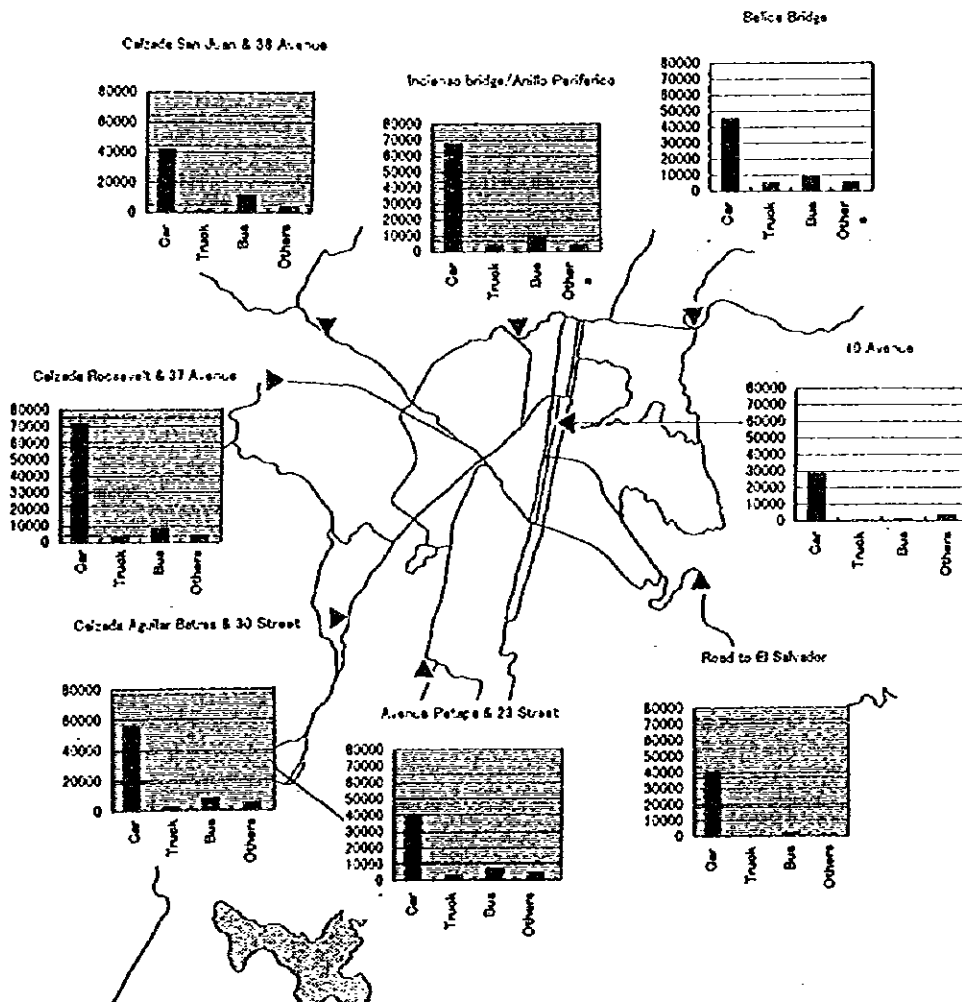 Belice Bridge
80000
70000
60000
50000
40000
30000
20000
10000
0
Car
Truck
Bus
Other
s
Calzada San Juan & 38 Avenue
80000
60000
40000
20000
0
Car
Truck
Bus
Others
Incienso bridge/Anillo Periferico
80000
70000
60000
50000
40000
30000
20000
10000
0
Car
Truck
Bus
Other
s
10 Avenue
80000
70000
60000
50000
40000
30000
20000
10000
0
Car
Truck
Bus
Others
Calzada Roosevelt & 37 Avenue
80000
70000
60000
50000
40000
30000
20000
10000
0
Car
Truck
Bus
Others
Calzada Aguilar Batres & 30 Street
80000
60000
40000
20000
0
Car
Truck
Bus
Others
Avenue Petapa & 23 Street
80000
70000
60000
50000
40000
30000
20000
10000
0
Car
Truck
Bus
Others
Road to El Salvador
80000
70000
60000
50000
40000
30000
20000
10000
0
Car
Truck
Bus
Others